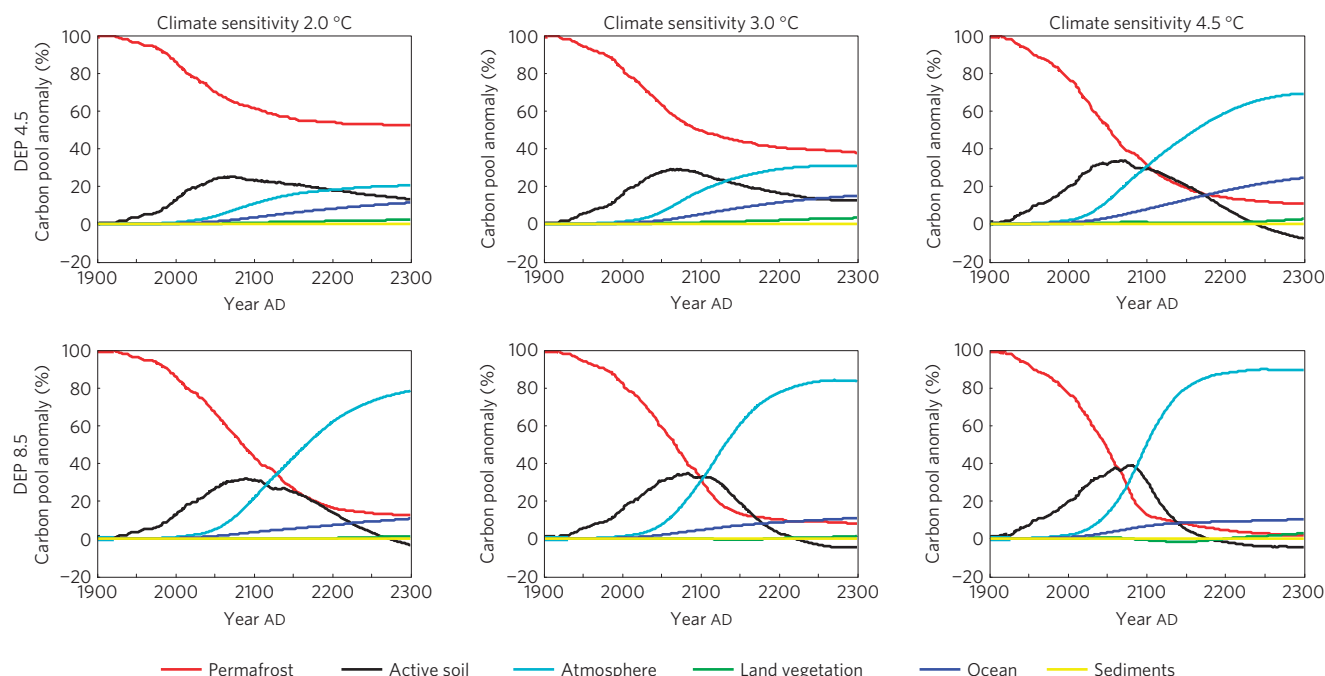 Climate sensitivity 2.0 °C
Climate sensitivity 3.0 °C
Climate sensitivity 4.5 °C
DEP 4.5
Carbon pool anomaly (%)
100
80
60
40
20
0
−20
1900 2000 2100 2200 2300
Year AD
Carbon pool anomaly (%)
100
80
60
40
20
0
−20
1900 2000 2100 2200 2300
Year AD
Carbon pool anomaly (%)
100
80
60
40
20
0
−20
1900 2000 2100 2200 2300
Year AD
DEP 8.5
Carbon pool anomaly (%)
100
80
60
40
20
0
−20
1900 2000 2100 2200 2300
Year AD
Carbon pool anomaly (%)
100
80
60
40
20
0
−20
1900 2000 2100 2200 2300
Year AD
Carbon pool anomaly (%)
100
80
60
40
20
0
−20
1900 2000 2100 2200 2300
Year AD
Permafrost Active soil Atmosphere Land vegetation Ocean Sediments